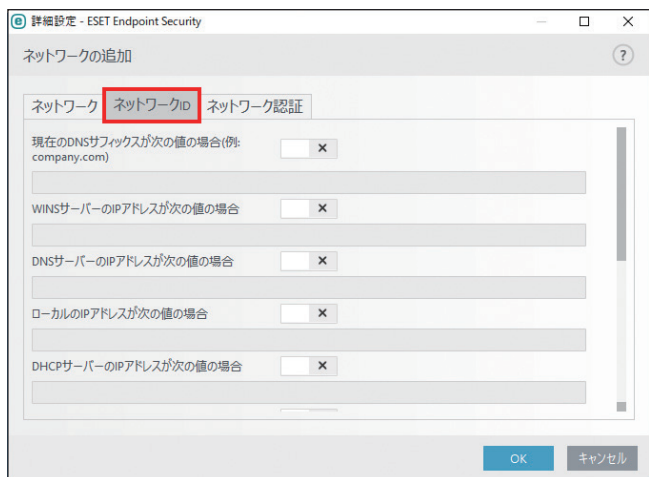 詳細設定 - ESET Endpoint Security
ネットワークの追加
?
ネットワーク ネットワークID ネットワーク認証
現在のDNSサフィックスが次の値の場合(例:
company.com)
WINSサーバーのIPアドレスが次の値の場合
DNSサーバーのIPアドレスが次の値の場合
ローカルのIPアドレスが次の値の場合
DHCPサーバーのIPアドレスが次の値の場合
OK キャンセル